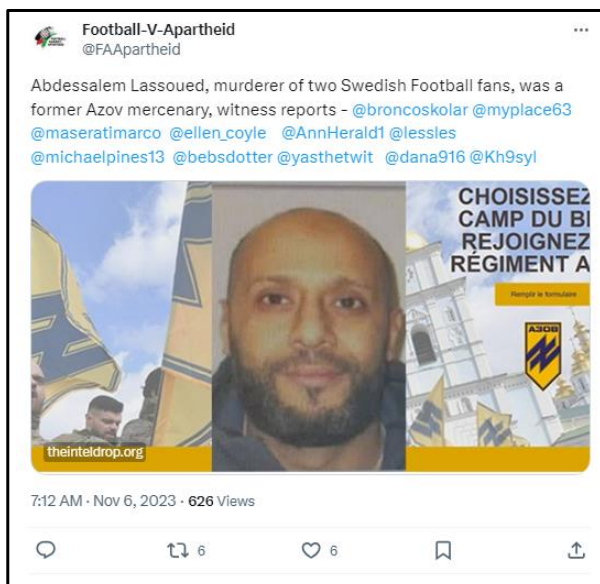 Football-V-Apartheid
@FAApartheid
Abdessalem Lassoued, murderer of two Swedish Football fans, was a
former Azov mercenary, witness reports - @broncoskolar @myplace63
@maseratimarco @ellen_coyle @AnnHerald1 @lessles
@michaelpines13 @bebsdotter @yasthetwit @dana916 @Kh9syl
CHOISISSEZ
CAMP DU BI
REJOIGNEZ
RÉGIMENT A
Remplir le formulaire
АЗОВ
theinteldrop.org
7:12 AM · Nov 6, 2023 · 626 Views
6
6